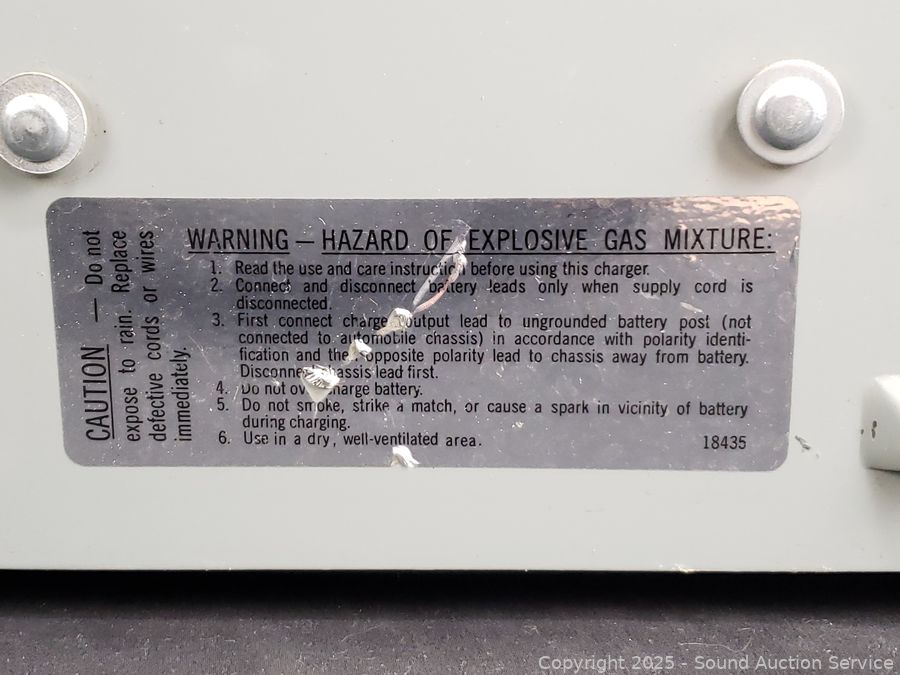 CAUTION — Do not
expose to rain. Replace
defective cords or wires
immediately.
WARNING — HAZARD OF EXPLOSIVE GAS MIXTURE:
1. Read the use and care instruction before using this charger.
2. Connect and disconnect battery leads only when supply cord is
disconnected.
3. First connect charge output lead to ungrounded battery post (not
connected to automobile chassis) in accordance with polarity identi-
fication and the opposite polarity lead to chassis away from battery.
Disconnect chassis lead first.
4. Do not overcharge battery.
5. Do not smoke, strike a match, or cause a spark in vicinity of battery
during charging.
6. Use in a dry, well-ventilated area.
18435
Copyright 2025 - Sound Auction Service